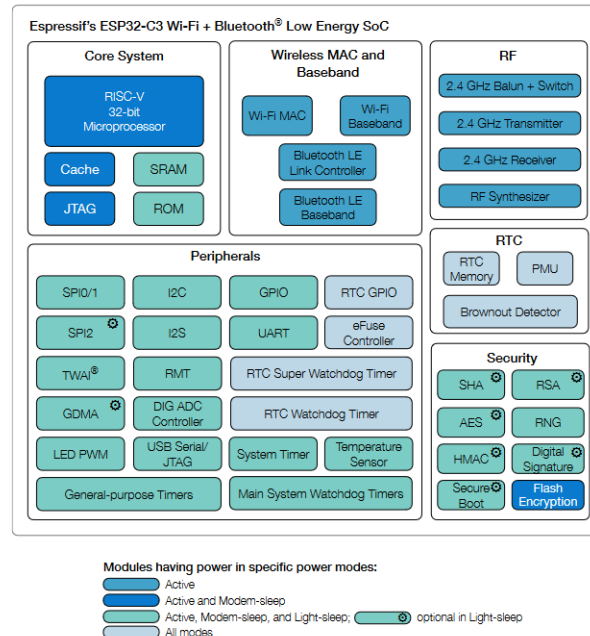 Espressif's ESP32-C3 Wi-Fi + Bluetooth® Low Energy SoC
Core System
RISC-V
32-bit
Microprocessor
Cache
SRAM
JTAG
ROM
Wireless MAC and
Baseband
Wi-Fi MAC
Wi-Fi
Baseband
Bluetooth LE
Link Controller
Bluetooth LE
Baseband
RF
2.4 GHz Balun + Switch
2.4 GHz Transmitter
2.4 GHz Receiver
RF Synthesizer
Peripherals
SPI0/1
I2C
GPIO
RTC GPIO
SPI2
I2S
UART
eFuse
Controller
TWAI®
RMT
RTC Super Watchdog Timer
GDMA
DIG ADC
Controller
RTC Watchdog Timer
LED PWM
USB Serial/
JTAG
System Timer
Temperature
Sensor
General-purpose Timers
Main System Watchdog Timers
RTC
RTC
Memory
PMU
Brownout Detector
Security
SHA
RSA
AES
RNG
HMAC
Digital
Signature
Secure
Boot
Flash
Encryption
Modules having power in specific power modes:
Active
Active and Modem-sleep
Active, Modem-sleep, and Light-sleep; optional in Light-sleep
All modes